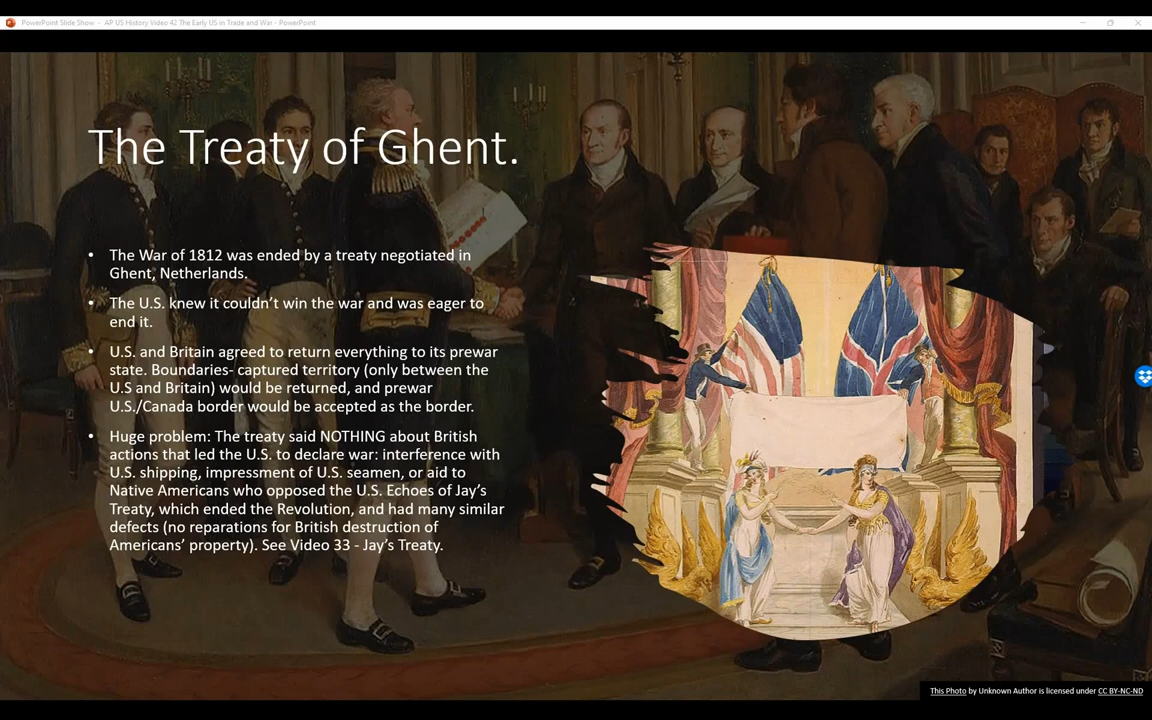 PowerPoint Slide Show - AP US History Video 42 The Early US in Trade and War - PowerPoint
The Treaty of Ghent.
• The War of 1812 was ended by a treaty negotiated in
Ghent, Netherlands.
• The U.S. knew it couldn't win the war and was eager to
end it.
• U.S. and Britain agreed to return everything to its prewar
state. Boundaries- captured territory (only between the
U.S and Britain) would be returned, and prewar
U.S./Canada border would be accepted as the border.
• Huge problem: The treaty said NOTHING about British
actions that led the U.S. to declare war: interference with
U.S. shipping, impressment of U.S. seamen, or aid to
Native Americans who opposed the U.S. Echoes of Jay's
Treaty, which ended the Revolution, and had many similar
defects (no reparations for British destruction of
Americans' property). See Video 33 - Jay's Treaty.
This Photo by Unknown Author is licensed under CC BY-NC-ND